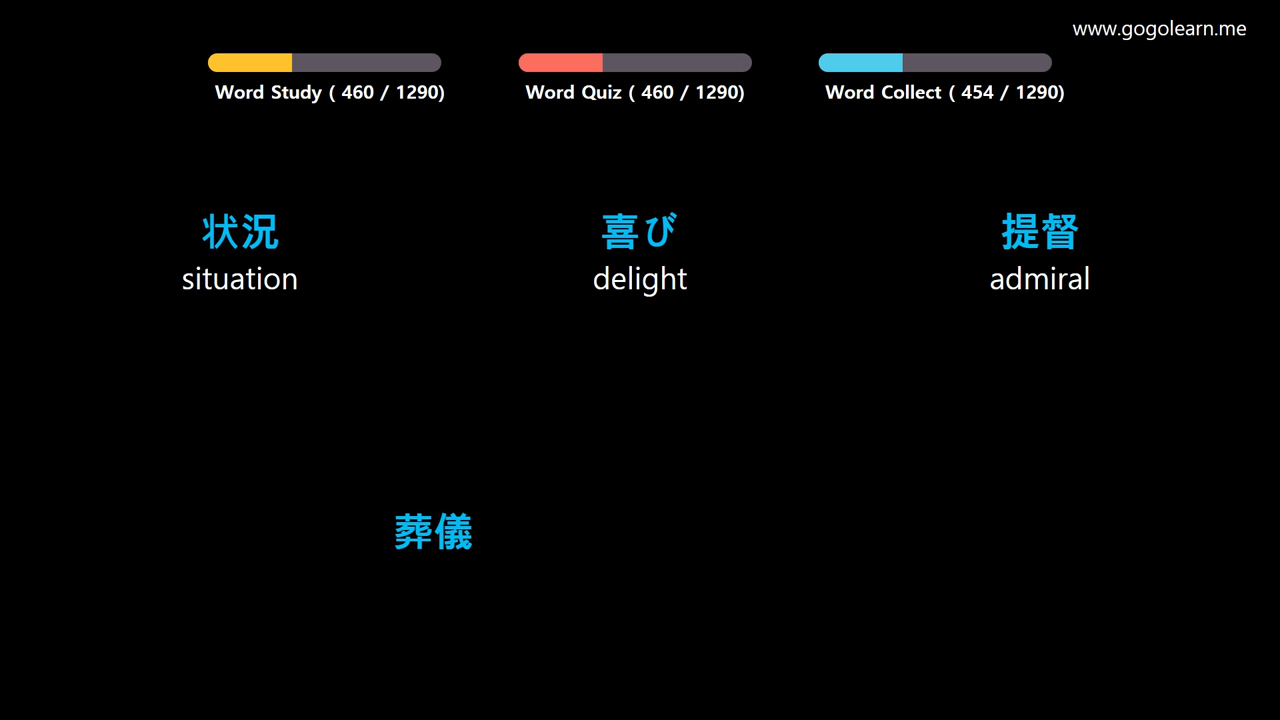 www.gogolearn.me
Word Study ( 460 / 1290)
Word Quiz ( 460 / 1290)
Word Collect ( 454 / 1290)
状況
situation
喜び
delight
提督
admiral
葬儀